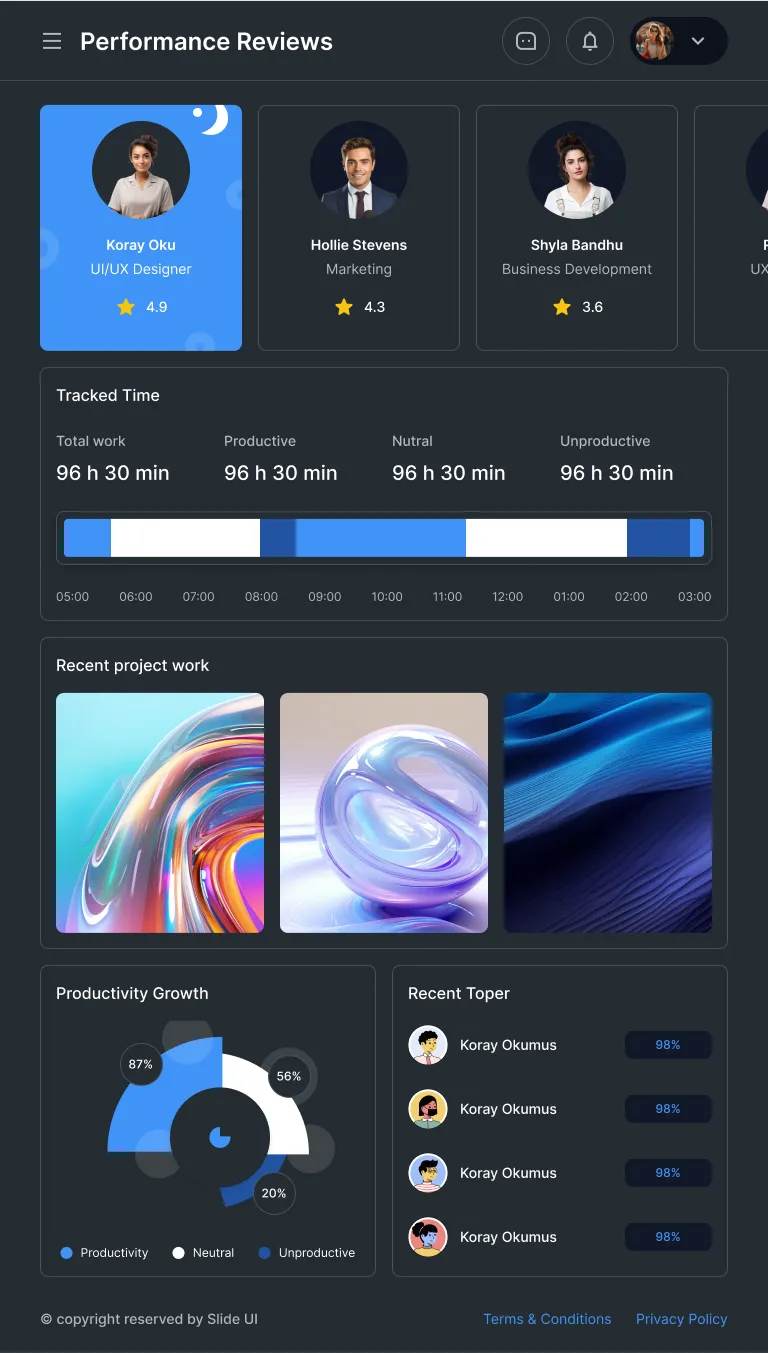 Performance Reviews
Koray Oku
UI/UX Designer
4.9
Hollie Stevens
Marketing
4.3
Shyla Bandhu
Business Development
3.6
UX
Tracked Time
Total work
Productive
Nutral
Unproductive
96 h 30 min
96 h 30 min
96 h 30 min
96 h 30 min
05:00 06:00 07:00 08:00 09:00 10:00 11:00 12:00 01:00 02:00 03:00
Recent project work
Productivity Growth
87%
56%
20%
Productivity
Neutral
Unproductive
Recent Toper
Koray Okumus
98%
Koray Okumus
98%
Koray Okumus
98%
Koray Okumus
98%
© copyright reserved by Slide UI
Terms & Conditions
Privacy Policy